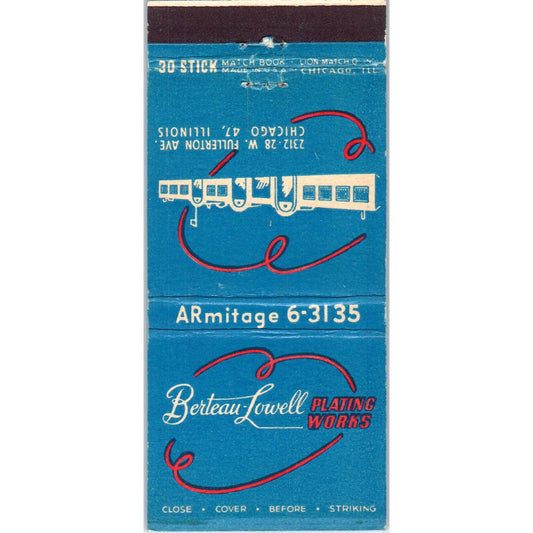 30 STICK MATCH BOOK • LION MATCH CO. INC.
MADE IN U.S.A. CHICAGO, ILL
2312-28 W. FULLERTON AVE.
CHICAGO 47, ILLINOIS
ARmitage 6-3135
Berteau-Lowell PLATING
WORKS
CLOSE • COVER • BEFORE • STRIKING